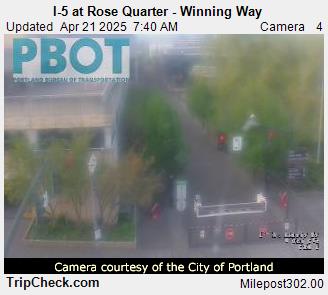 I-5 at Rose Quarter - Winning Way
Updated Apr 21 2025 7:40 AM Camera 4
PBOT
PORTLAND BUREAU OF TRANSPORTATION
Camera courtesy of the City of Portland
TripCheck.com Milepost302.00